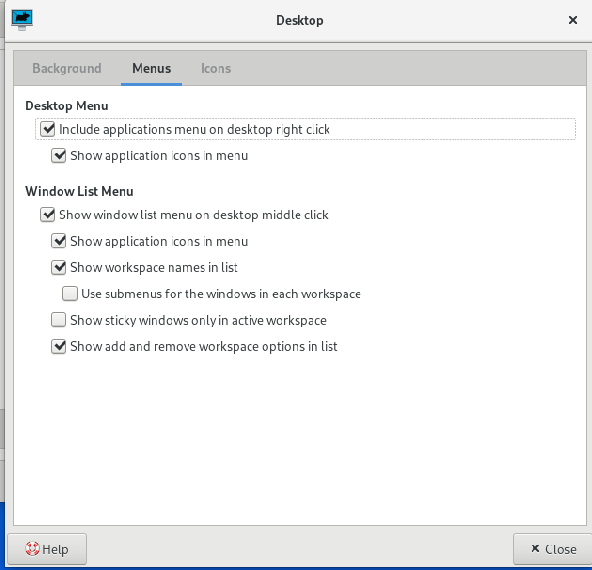 Desktop
Background Menus Icons
Desktop Menu
Include applications menu on desktop right click
Show application icons in menu
Window List Menu
Show window list menu on desktop middle click
Show application icons in menu
Show workspace names in list
Use submenus for the windows in each workspace
Show sticky windows only in active workspace
Show add and remove workspace options in list
Help Close